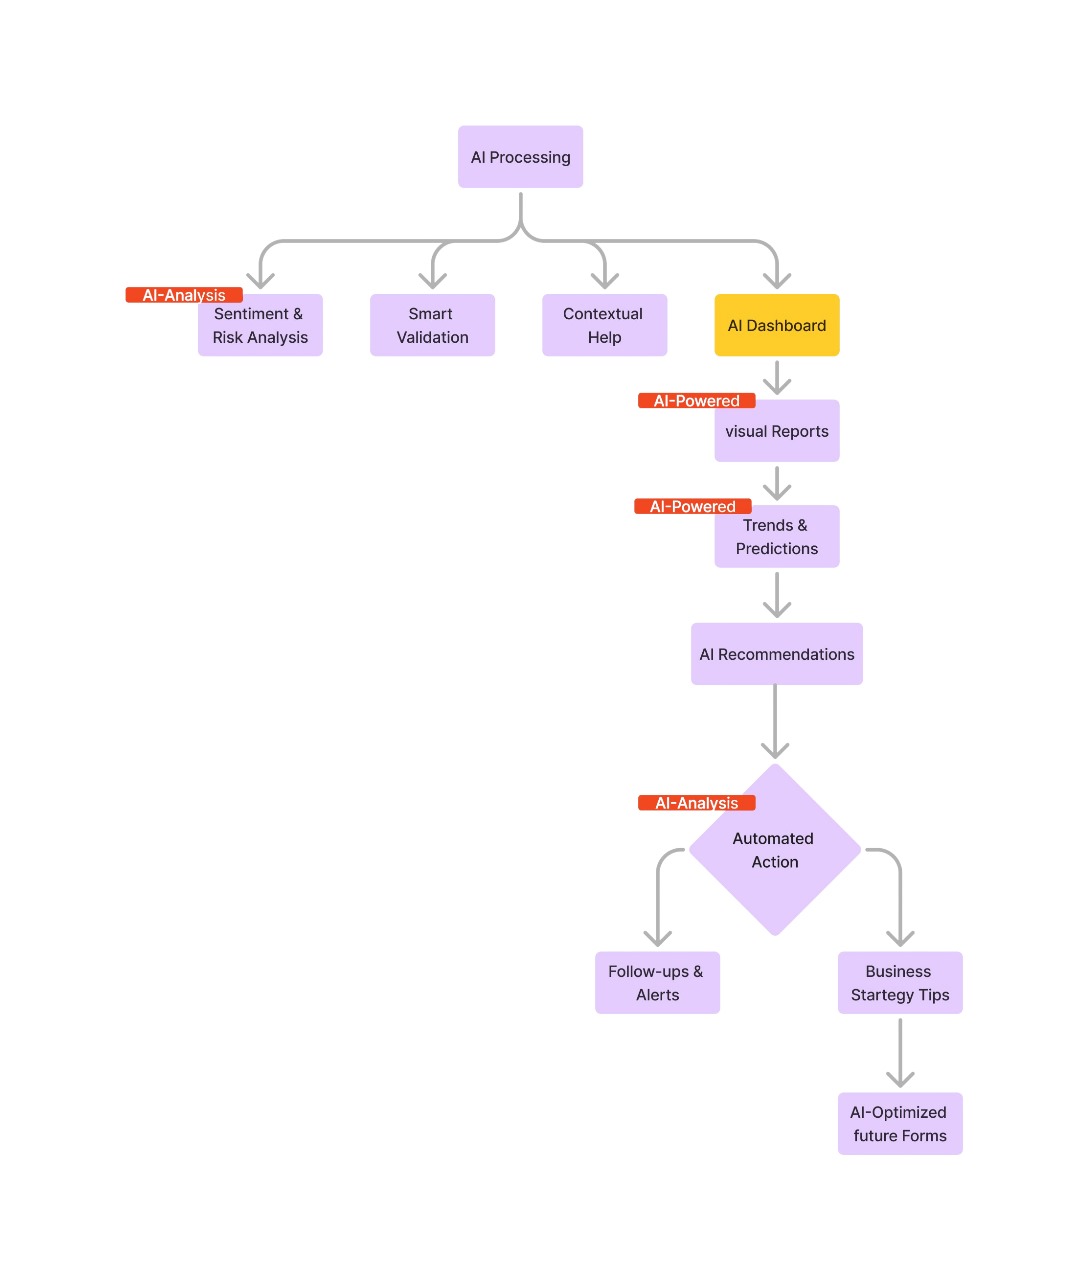 AI Processing
AI-Analysis
Sentiment &
Risk Analysis
Smart
Validation
Contextual
Help
AI Dashboard
AI-Powered
visual Reports
AI-Powered
Trends &
Predictions
AI Recommendations
AI-Analysis
Automated
Action
Follow-ups &
Alerts
Business
Startegy Tips
AI-Optimized
future Forms